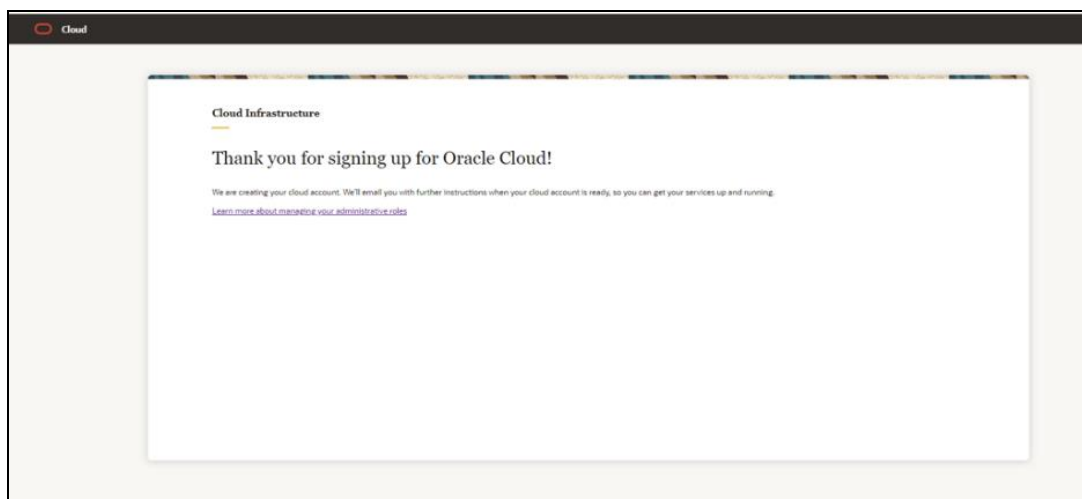 Cloud
Cloud Infrastructure
Thank you for signing up for Oracle Cloud!
We are creating your cloud account. We'll email you with further instructions when your cloud account is ready, so you can get your services up and running.
Learn more about managing your administrative roles